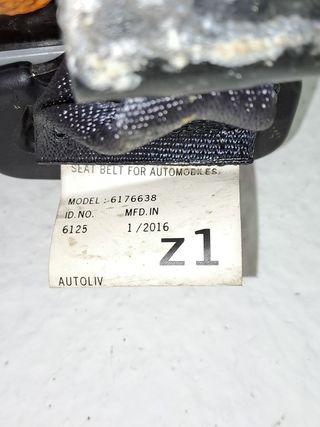 SEAT BELT FOR AUTOMOBILES.
MODEL: 6176638
ID.NO. MFD.IN
6125 1/2016
Z1
AUTOLIV